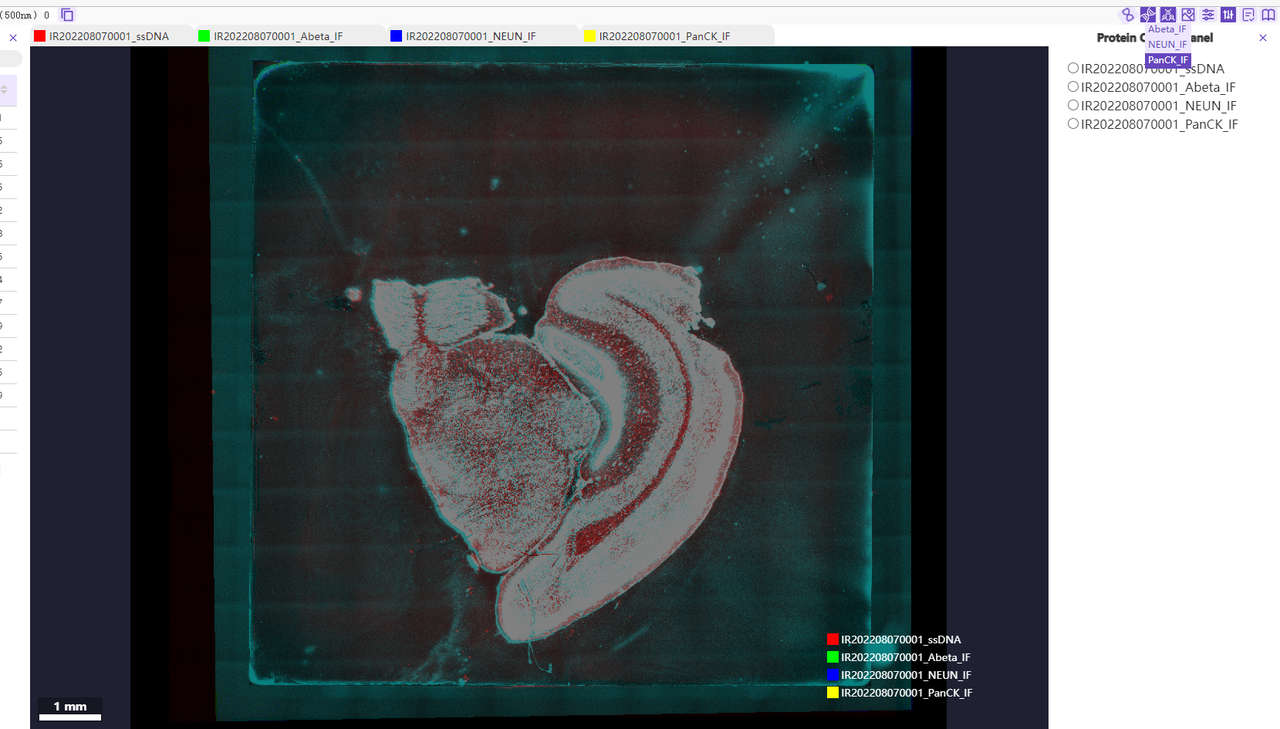 (500nm) 0
IR202208070001_ssDNA
IR202208070001_Abeta_IF
IR202208070001_NEUN_IF
IR202208070001_PanCK_IF
Abeta_IF
NEUN_IF
PanCK_IF
Protein anel
IR202208070001_ssDNA
IR202208070001_Abeta_IF
IR202208070001_NEUN_IF
IR202208070001_PanCK_IF
IR202208070001_ssDNA
IR202208070001_Abeta_IF
IR202208070001_NEUN_IF
IR202208070001_PanCK_IF
1 mm